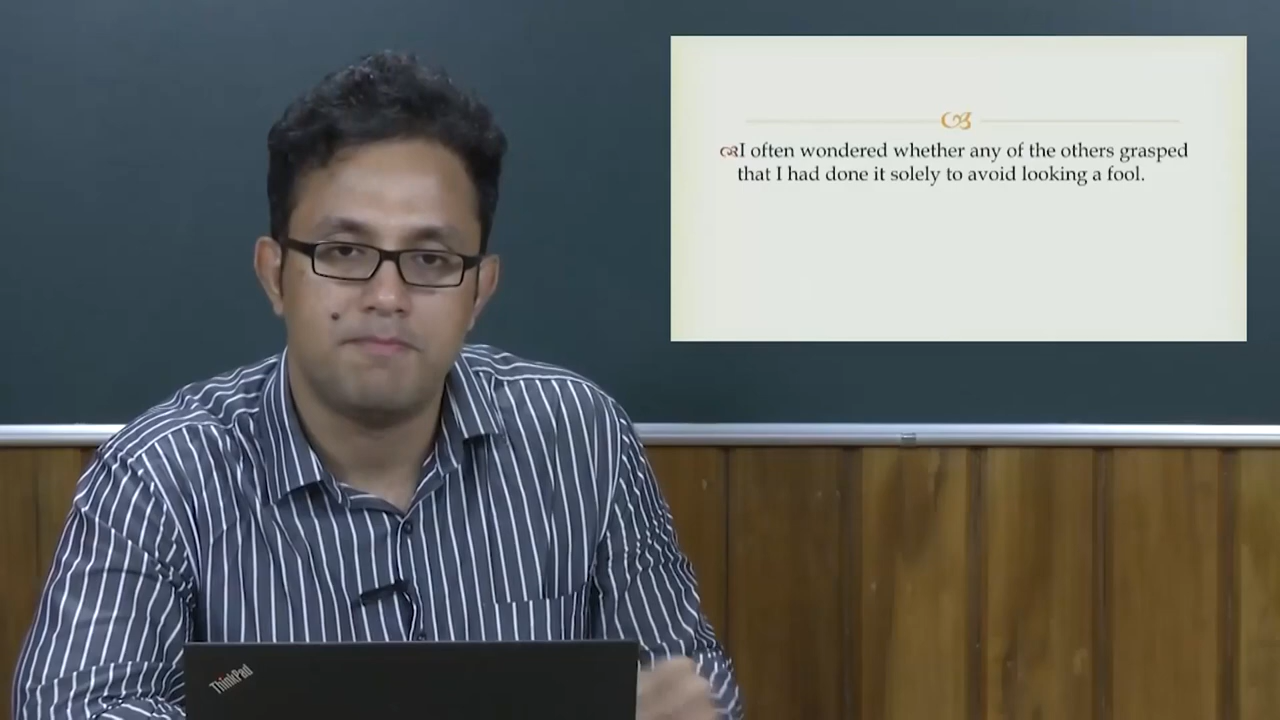 I often wondered whether any of the others grasped
that I had done it solely to avoid looking a fool.
ThinkPad